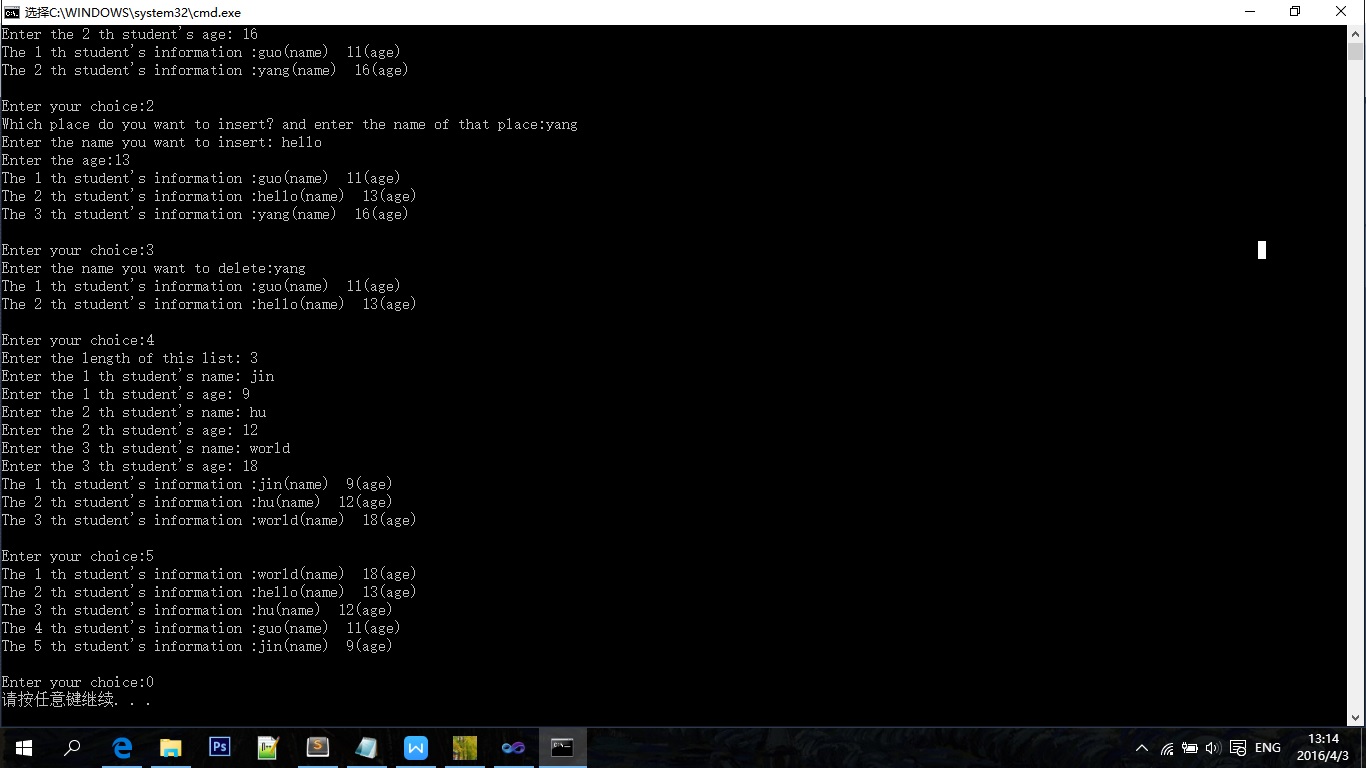 选择C:\WINDOWS\system32\cmd.exe
Enter the 2 th student's age: 16
The 1 th student's information :guo(name)  11(age)
The 2 th student's information :yang(name)  16(age)
Enter your choice:2
Which place do you want to insert? and enter the name of that place:yang
Enter the name you want to insert: hello
Enter the age:13
The 1 th student's information :guo(name)  11(age)
The 2 th student's information :hello(name)  13(age)
The 3 th student's information :yang(name)  16(age)
Enter your choice:3
Enter the name you want to delete:yang
The 1 th student's information :guo(name)  11(age)
The 2 th student's information :hello(name)  13(age)
Enter your choice:4
Enter the length of this list: 3
Enter the 1 th student's name: jin
Enter the 1 th student's age: 9
Enter the 2 th student's name: hu
Enter the 2 th student's age: 12
Enter the 3 th student's name: world
Enter the 3 th student's age: 18
The 1 th student's information :jin(name)  9(age)
The 2 th student's information :hu(name)  12(age)
The 3 th student's information :world(name)  18(age)
Enter your choice:5
The 1 th student's information :world(name)  18(age)
The 2 th student's information :hello(name)  13(age)
The 3 th student's information :hu(name)  12(age)
The 4 th student's information :guo(name)  11(age)
The 5 th student's information :jin(name)  9(age)
Enter your choice:0
请按任意键继续. . .
Ps
S
W
ENG
13:14
2016/4/3